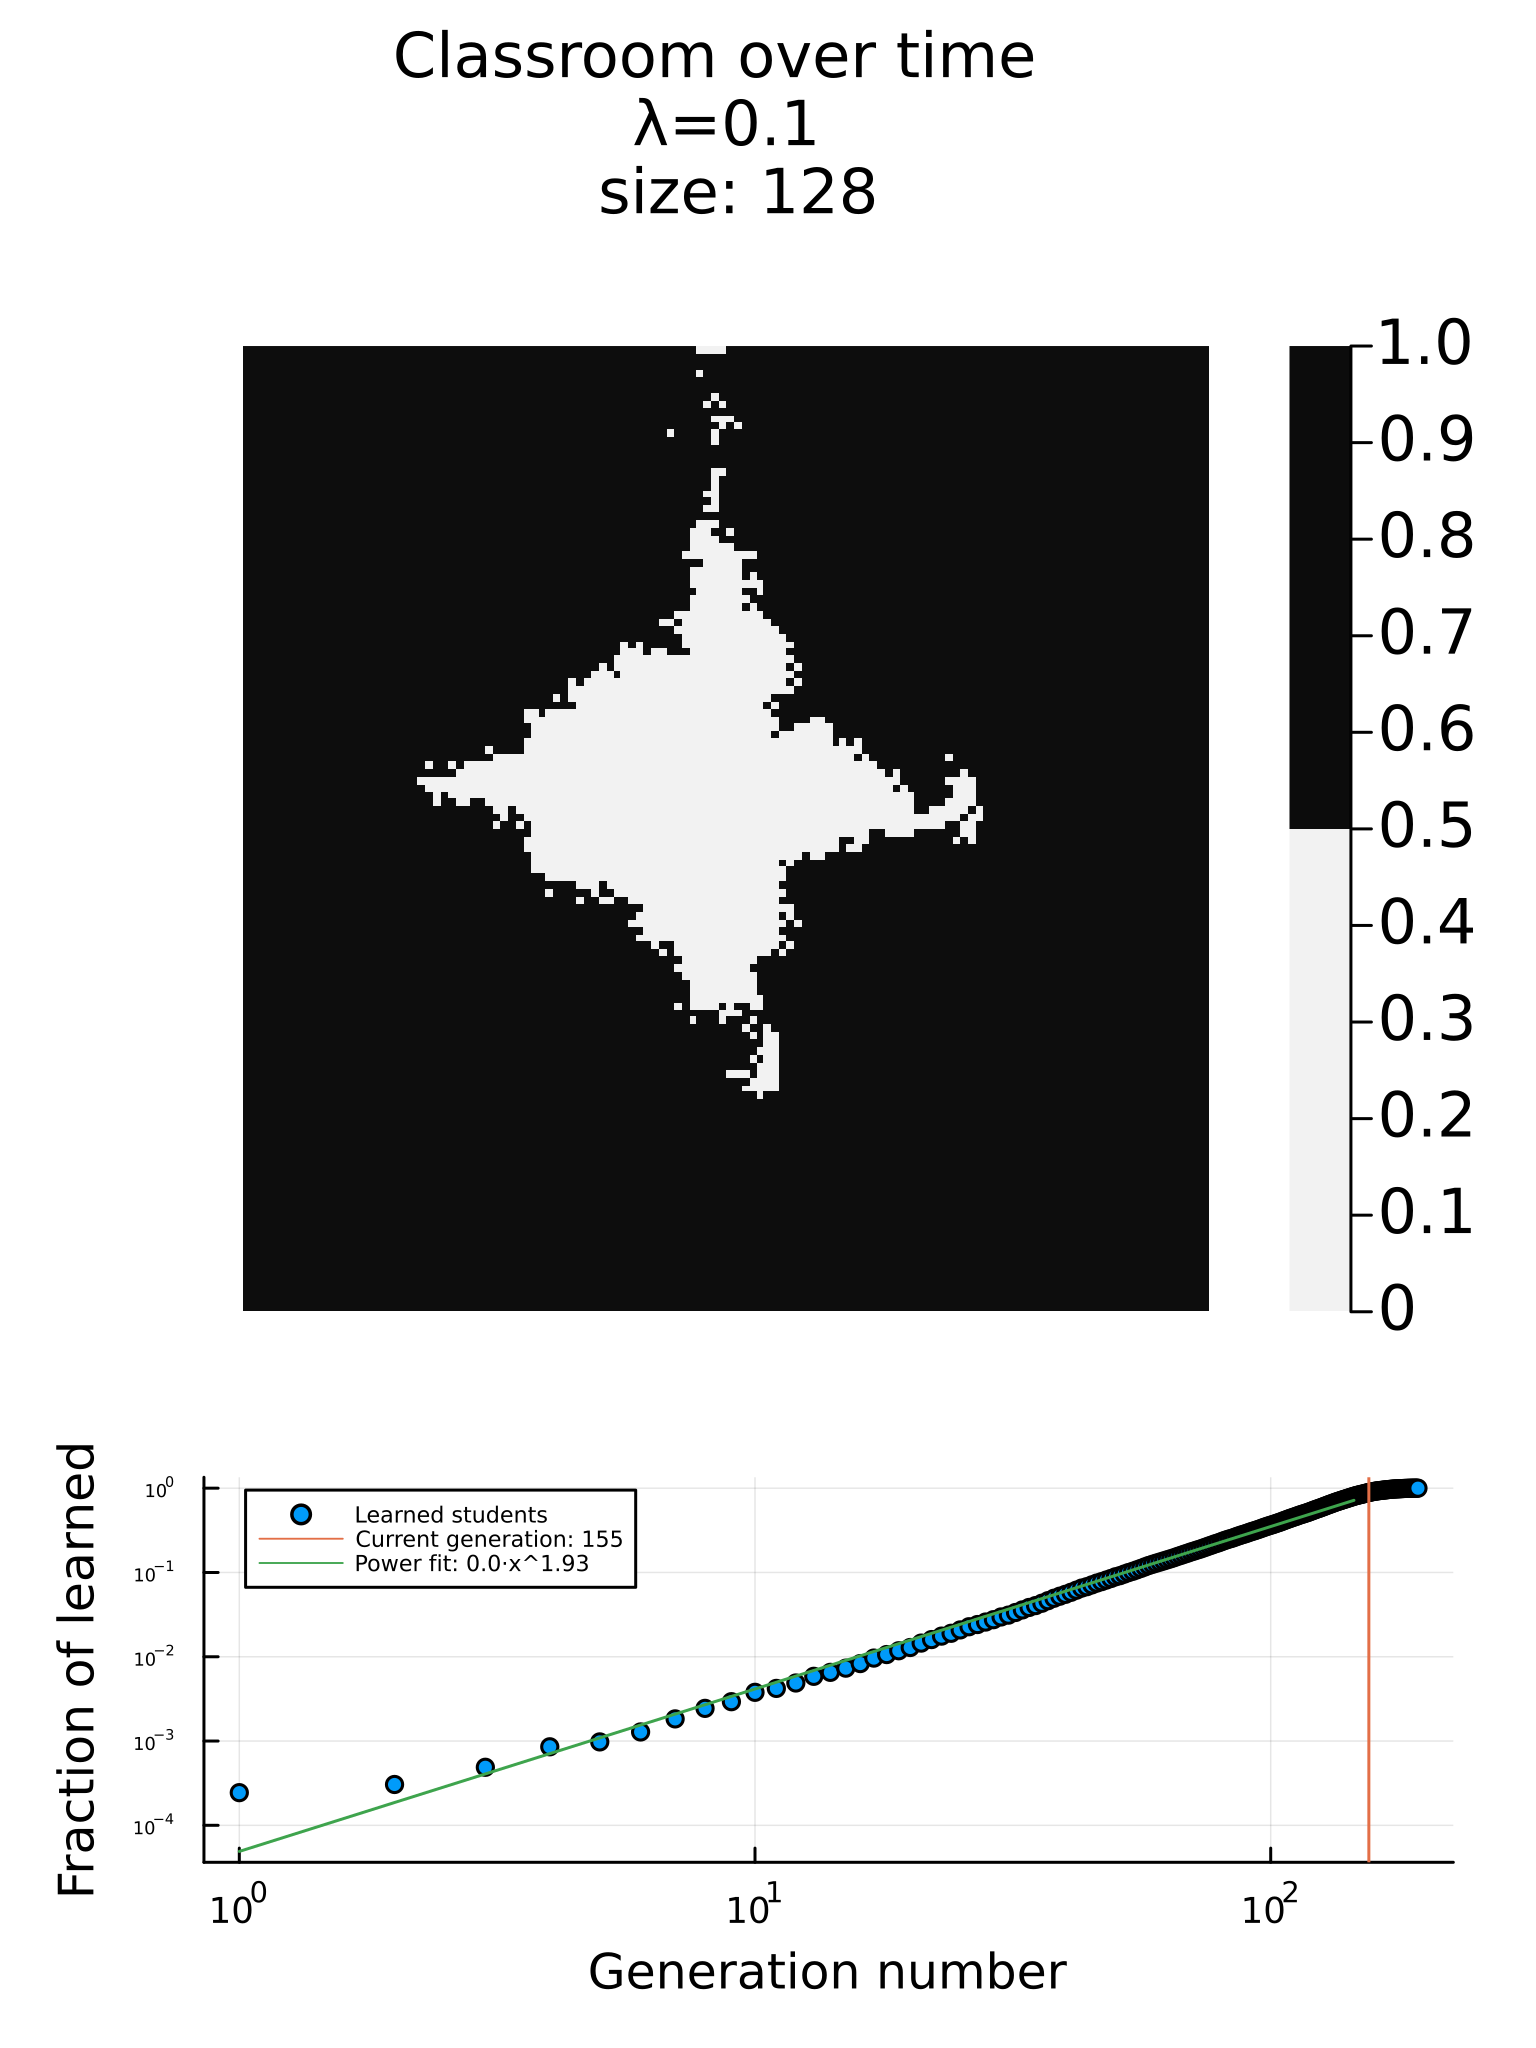 Classroom over time
λ=0.1
size: 128
1.0
0.9
0.8
0.7
0.6
0.5
0.4
0.3
0.2
0.1
0
Fraction of learned
10^0
10^−1
10^−2
10^−3
10^−4
Learned students
Current generation: 155
Power fit: 0.0·x^1.93
10^0 10^1 10^2
Generation number